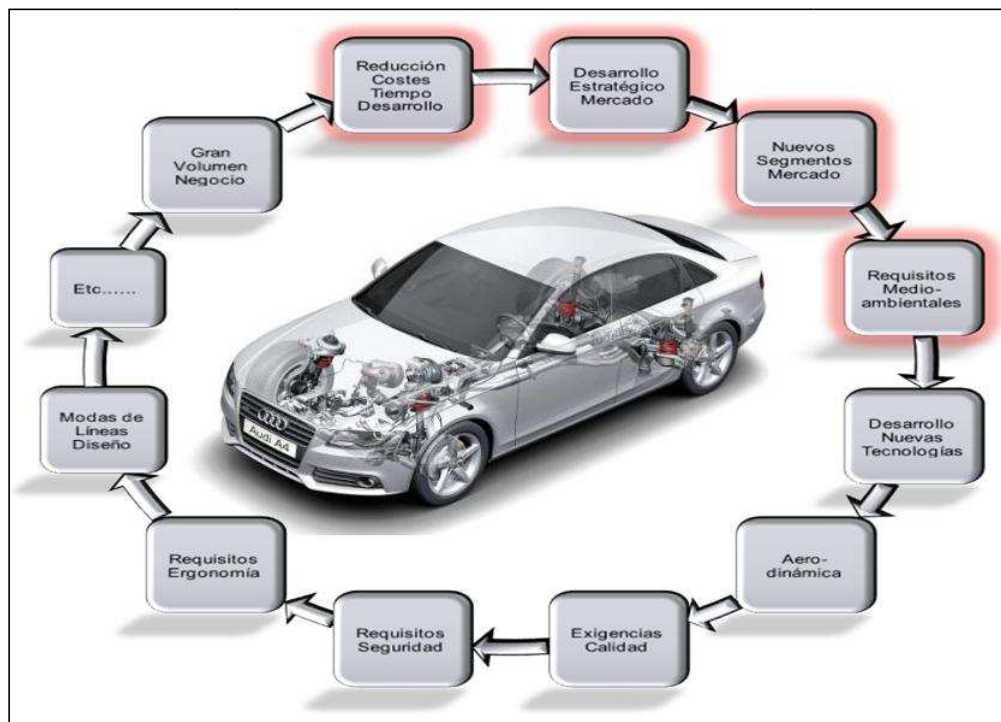 Reducción
Costes
Tiempo
Desarrollo
Desarrollo
Estratégico
Mercado
Nuevos
Segmentos
Mercado
Requisitos
Medio-
ambientales
Desarrollo
Nuevas
Tecnologías
Aero-
dinámica
Exigencias
Calidad
Requisitos
Seguridad
Requisitos
Ergonomía
Modas de
Líneas
Diseño
Etc......
Gran
Volumen
Negocio
Audi A4